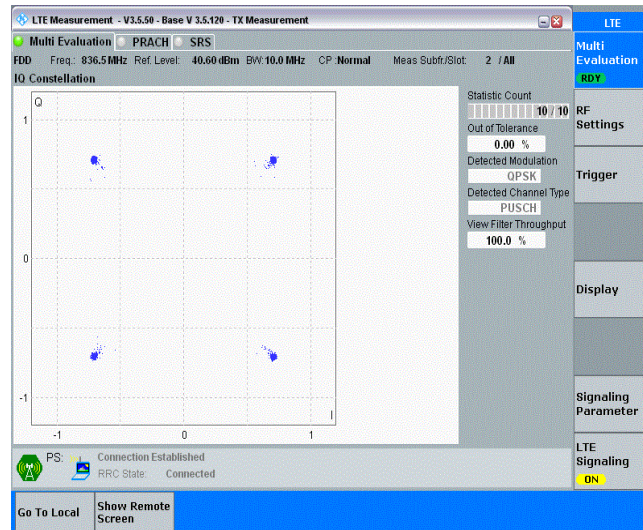 LTE Measurement - V3.5.50 - Base V 3.5.120 - TX Measurement
LTE
Multi Evaluation PRACH SRS
FDD Freq.: 836.5 MHz Ref. Level: 40.60 dBm BW: 10.0 MHz CP : Normal Meas Subfr./Slot: 2 / All
IQ Constellation
Q
1
0
-1
-1 0 1
I
Statistic Count
10 / 10
Out of Tolerance
0.00 %
Detected Modulation
QPSK
Detected Channel Type
PUSCH
View Filter Throughput
100.0 %
PS: Connection Established
RRC State: Connected
Multi
Evaluation
RDY
RF
Settings
Trigger
Display
Signaling
Parameter
LTE
Signaling
ON
Go To Local
Show Remote
Screen